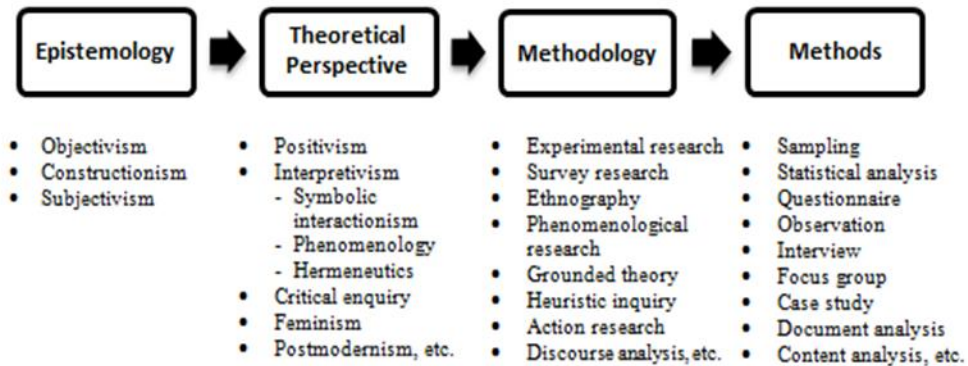 Epistemology
Theoretical
Perspective
Methodology
Methods
• Objectivism
• Constructionism
• Subjectivism
• Positivism
• Interpretivism
- Symbolic
interactionism
- Phenomenology
- Hermeneutics
• Critical enquiry
• Feminism
• Postmodernism, etc.
• Experimental research
• Survey research
• Ethnography
• Phenomenological
research
• Grounded theory
• Heuristic inquiry
• Action research
• Discourse analysis, etc.
• Sampling
• Statistical analysis
• Questionnaire
• Observation
• Interview
• Focus group
• Case study
• Document analysis
• Content analysis, etc.